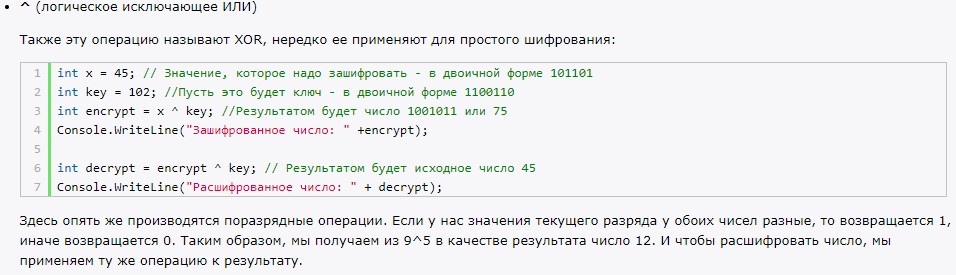 • ^ (логическое исключающее ИЛИ)
Также эту операцию называют XOR, нередко ее применяют для простого шифрования:
1 int x = 45; // Значение, которое надо зашифровать - в двоичной форме 101101
2 int key = 102; //Пусть это будет ключ - в двоичной форме 1100110
3 int encrypt = x ^ key; //Результатом будет число 1001011 или 75
4 Console.WriteLine("Зашифрованное число: " +encrypt);
5
6 int decrypt = encrypt ^ key; // Результатом будет исходное число 45
7 Console.WriteLine("Расшифрованное число: " + decrypt);
Здесь опять же производятся поразрядные операции. Если у нас значения текущего разряда у обоих чисел разные, то возвращается 1,
иначе возвращается 0. Таким образом, мы получаем из 9^5 в качестве результата число 12. И чтобы расшифровать число, мы
применяем ту же операцию к результату.